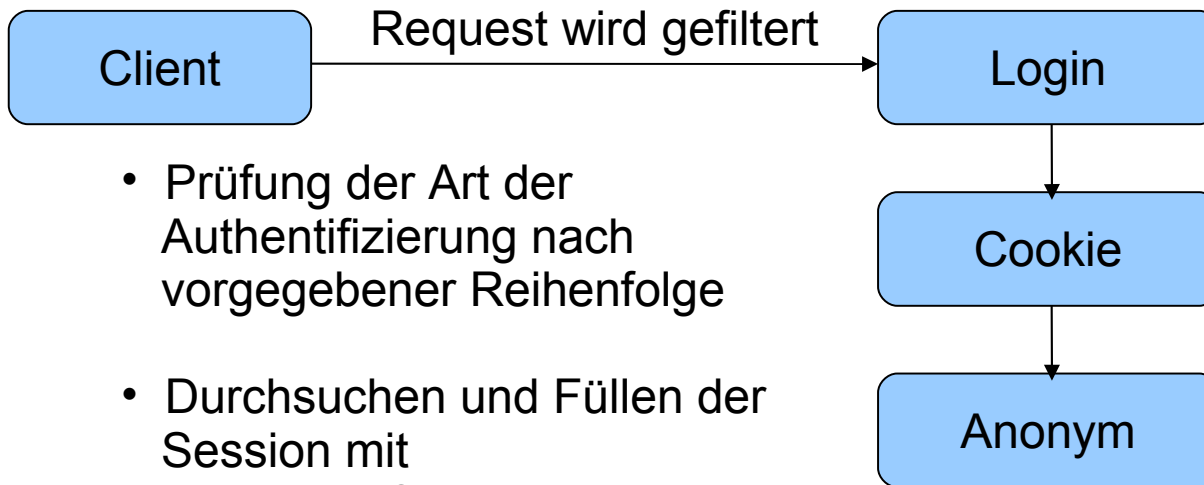 Request wird gefiltert
Client
Login
• Prüfung der Art der
Authentifizierung nach
vorgegebener Reihenfolge
Cookie
• Durchsuchen und Füllen der
Session mit
Anonym